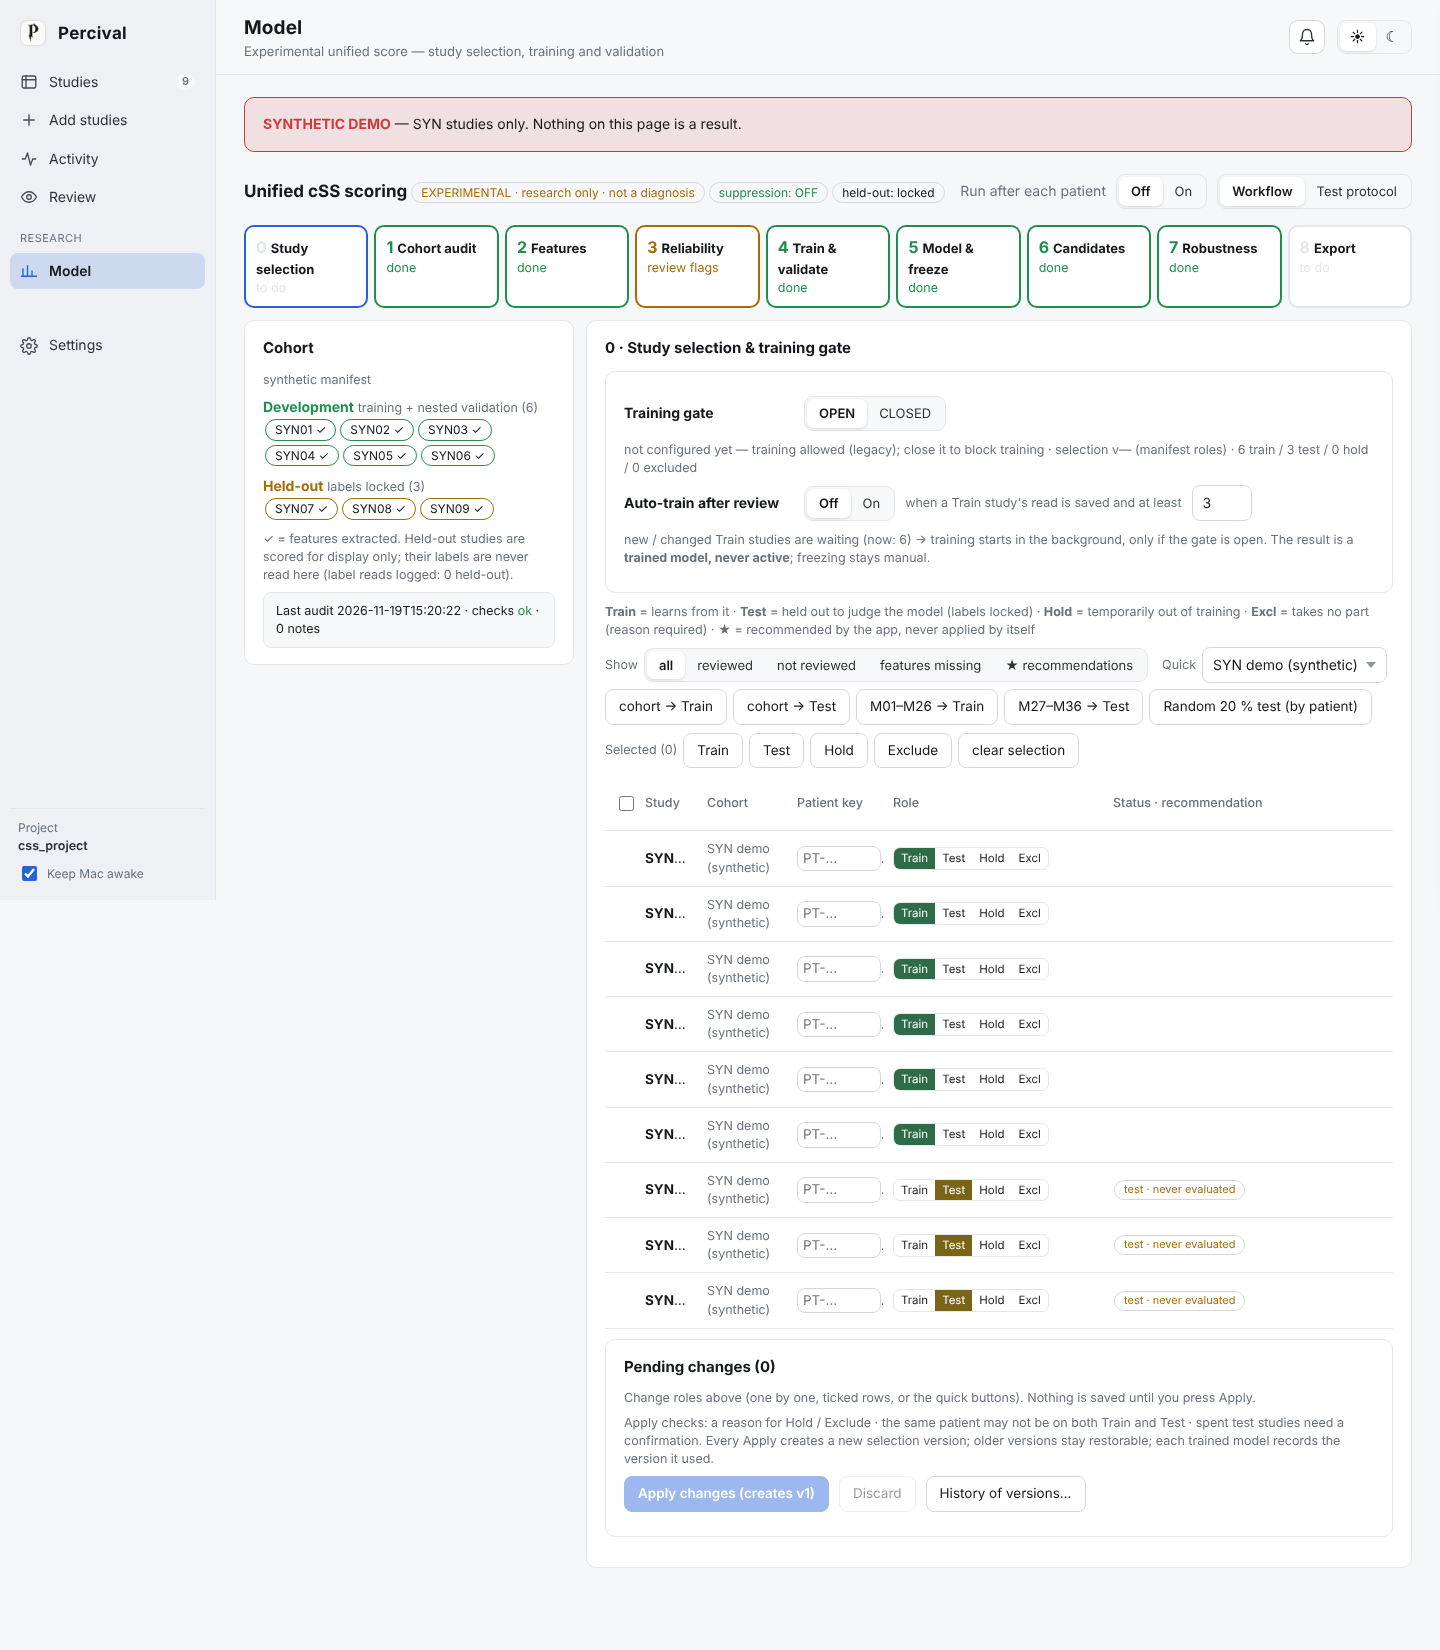 Percival
Studies 9
Add studies
Activity
Review
RESEARCH
Model
Settings
Project
css_project
Keep Mac awake
Model
Experimental unified score — study selection, training and validation
SYNTHETIC DEMO — SYN studies only. Nothing on this page is a result.
Unified cSS scoring EXPERIMENTAL · research only · not a diagnosis suppression: OFF held-out: locked Run after each patient Off On Workflow Test protocol
0 Study selection
to do
1 Cohort audit
done
2 Features
done
3 Reliability
review flags
4 Train & validate
done
5 Model & freeze
done
6 Candidates
done
7 Robustness
done
8 Export
to do
Cohort
synthetic manifest
Development training + nested validation (6)
SYN01 ✓ SYN02 ✓ SYN03 ✓
SYN04 ✓ SYN05 ✓ SYN06 ✓
Held-out labels locked (3)
SYN07 ✓ SYN08 ✓ SYN09 ✓
✓ = features extracted. Held-out studies are
scored for display only; their labels are never
read here (label reads logged: 0 held-out).
Last audit 2026-11-19T15:20:22 · checks ok ·
0 notes
0 · Study selection & training gate
Training gate OPEN CLOSED
not configured yet — training allowed (legacy); close it to block training · selection v— (manifest roles) · 6 train / 3 test / 0 hold
/ 0 excluded
Auto-train after review Off On when a Train study's read is saved and at least 3
new / changed Train studies are waiting (now: 6) → training starts in the background, only if the gate is open. The result is a
trained model, never active; freezing stays manual.
Train = learns from it · Test = held out to judge the model (labels locked) · Hold = temporarily out of training · Excl = takes no part
(reason required) · ★ = recommended by the app, never applied by itself
Show all reviewed not reviewed features missing ★ recommendations Quick SYN demo (synthetic)
cohort → Train cohort → Test M01–M26 → Train M27–M36 → Test Random 20 % test (by patient)
Selected (0) Train Test Hold Exclude clear selection
Study Cohort Patient key Role Status · recommendation
SYN... SYN demo (synthetic) PT-... . Train Test Hold Excl
SYN... SYN demo (synthetic) PT-... . Train Test Hold Excl
SYN... SYN demo (synthetic) PT-... . Train Test Hold Excl
SYN... SYN demo (synthetic) PT-... . Train Test Hold Excl
SYN... SYN demo (synthetic) PT-... . Train Test Hold Excl
SYN... SYN demo (synthetic) PT-... . Train Test Hold Excl
SYN... SYN demo (synthetic) PT-... . Train Test Hold Excl test · never evaluated
SYN... SYN demo (synthetic) PT-... . Train Test Hold Excl test · never evaluated
SYN... SYN demo (synthetic) PT-... . Train Test Hold Excl test · never evaluated
Pending changes (0)
Change roles above (one by one, ticked rows, or the quick buttons). Nothing is saved until you press Apply.
Apply checks: a reason for Hold / Exclude · the same patient may not be on both Train and Test · spent test studies need a
confirmation. Every Apply creates a new selection version; older versions stay restorable; each trained model records the
version it used.
Apply changes (creates v1) Discard History of versions...